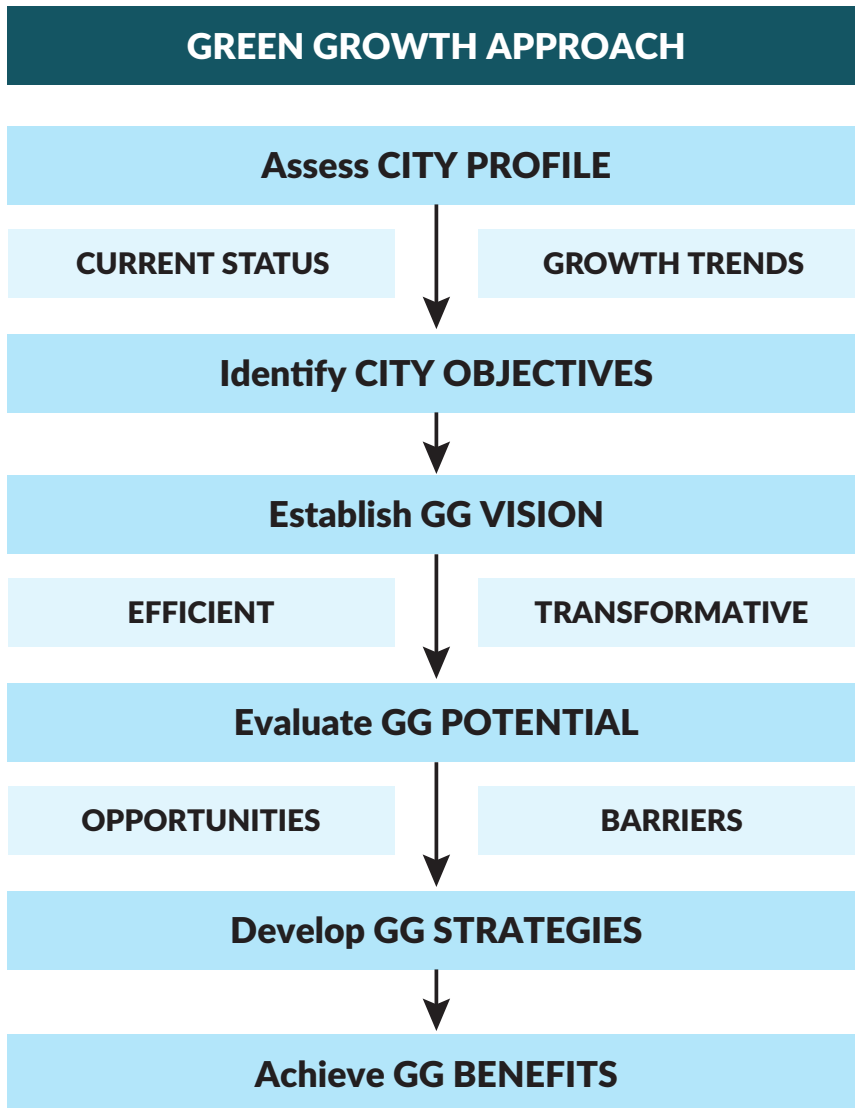 GREEN GROWTH APPROACH
Assess CITY PROFILE
CURRENT STATUS
GROWTH TRENDS
Identify CITY OBJECTIVES
Establish GG VISION
EFFICIENT
TRANSFORMATIVE
Evaluate GG POTENTIAL
OPPORTUNITIES
BARRIERS
Develop GG STRATEGIES
Achieve GG BENEFITS